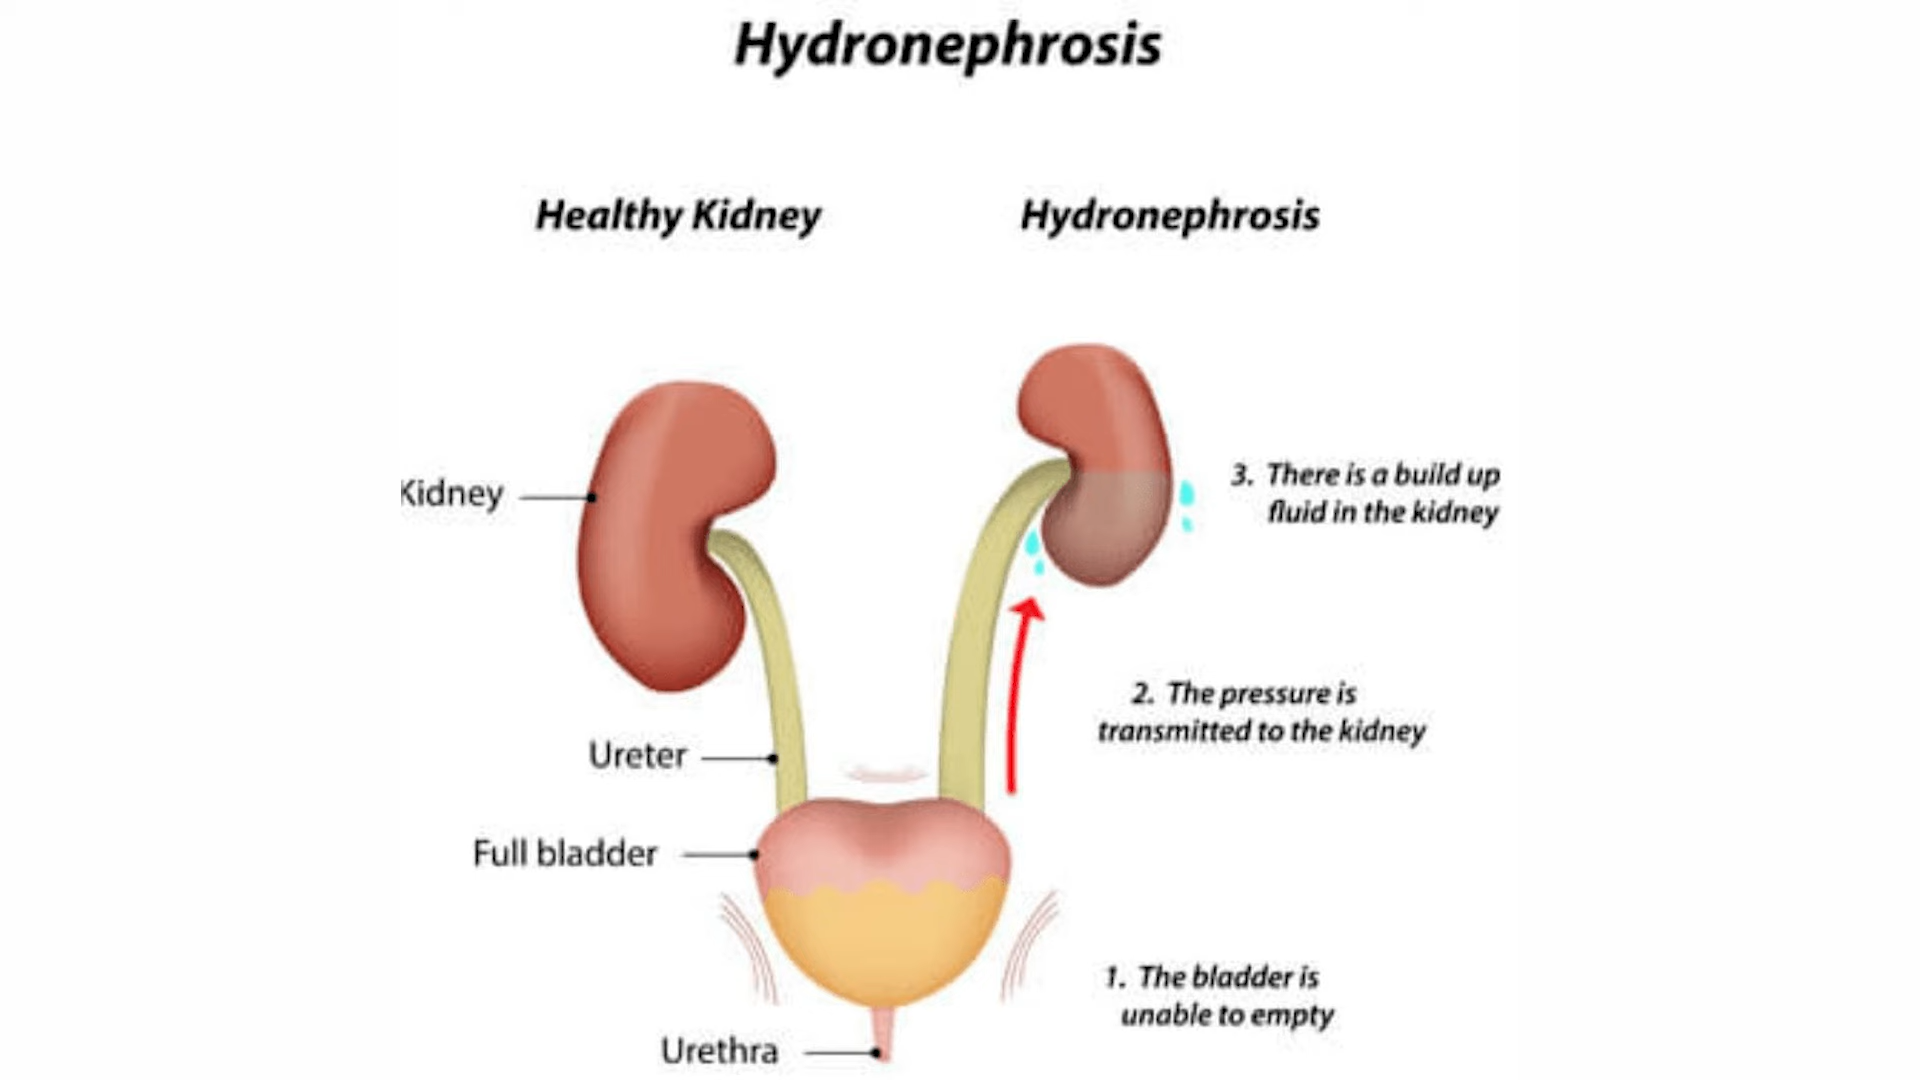 Hydronephrosis
Healthy Kidney
Hydronephrosis
Kidney
3. There is a build up
fluid in the kidney
2. The pressure is
transmitted to the kidney
Ureter
Full bladder
1. The bladder is
unable to empty
Urethra